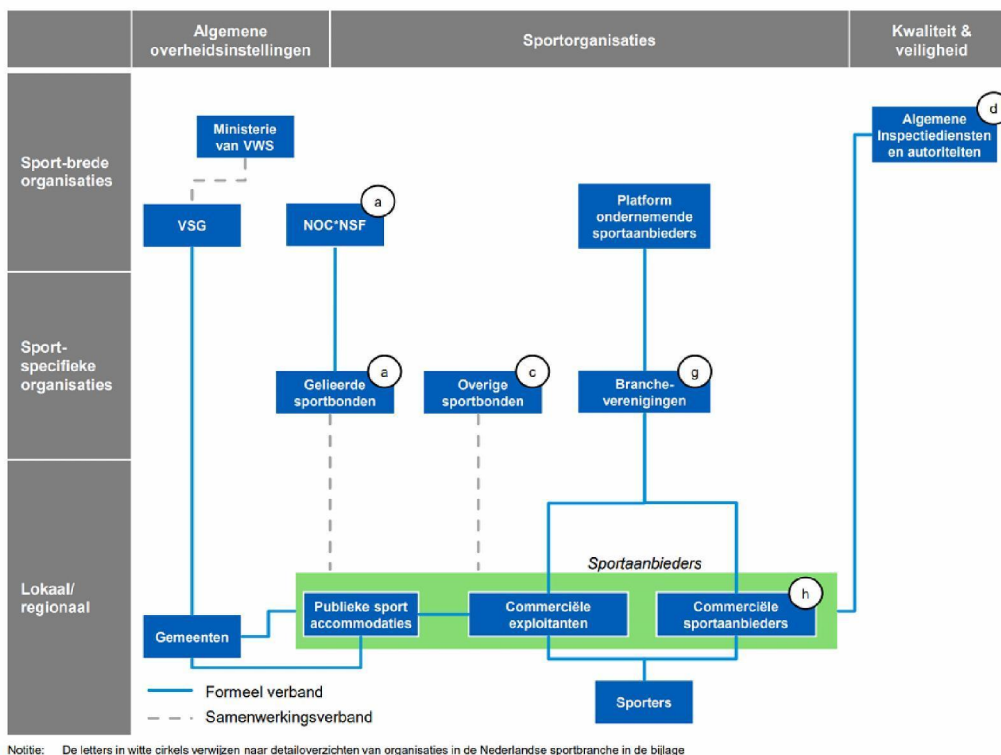 Algemene
overheidsinstellingen
Sportorganisaties
Kwaliteit &
veiligheid
Sport-brede
organisaties
Ministerie
van VWS
d
Algemene
Inspectiediensten
en autoriteiten
VSG
a
NOC*NSF
Platform
ondernemende
sportaanbieders
Sport-
specifieke
organisaties
a
Gelieerde
sportbonden
c
Overige
sportbonden
g
Branche-
verenigingen
Lokaal/
regionaal
Sportaanbieders
Gemeenten
Publieke sport
accommodaties
Commerciële
exploitanten
h
Commerciële
sportaanbieders
Sporters
Formeel verband
Samenwerkingsverband
Notitie: De letters in witte cirkels verwijzen naar detailoverzichten van organisaties in de Nederlandse sportbranche in de bijlage